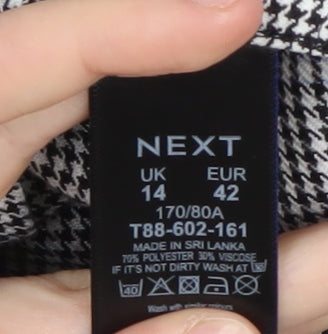 NEXT
UK EUR
14 42
170/80A
T88-602-161
MADE IN SRI LANKA
70% POLYESTER 30% VISCOSE
IF IT'S NOT DIRTY WASH AT
40
Wash with similar colours